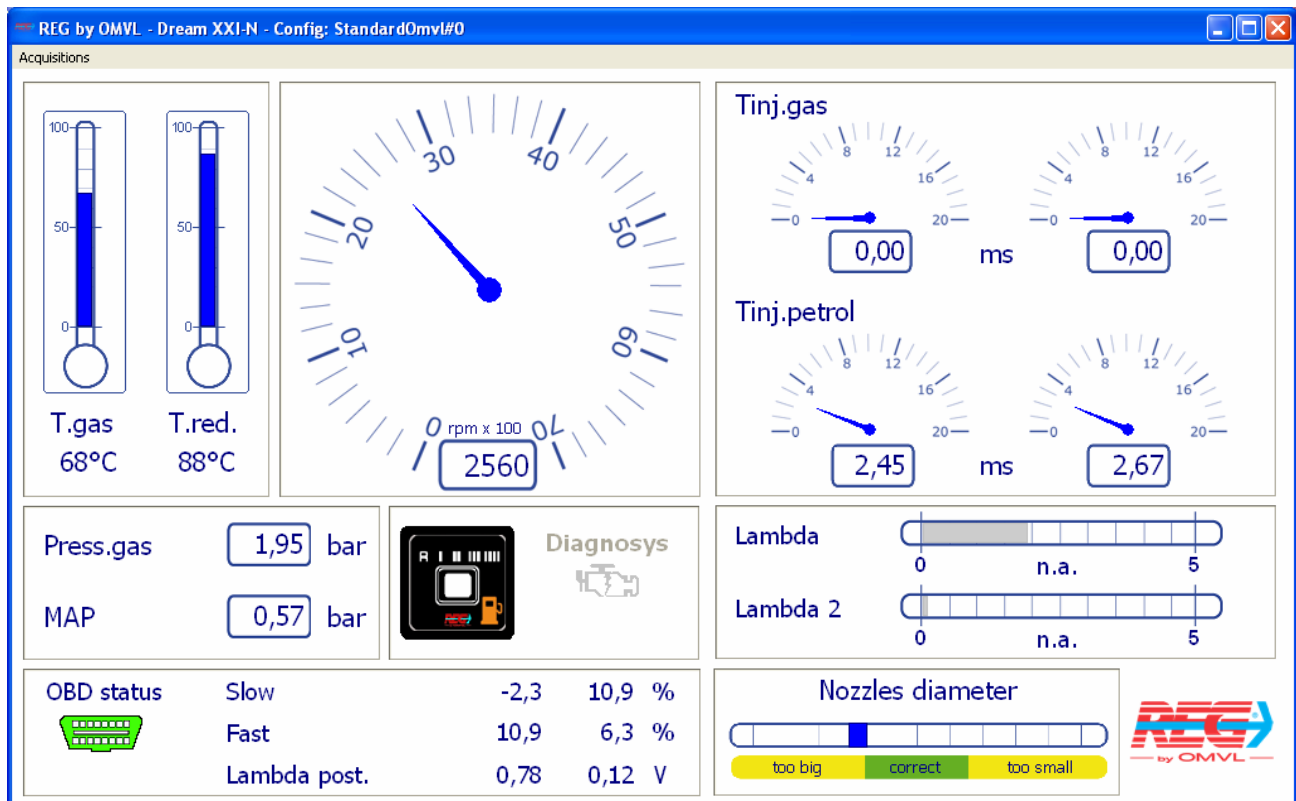 REG by OMVL - Dream XXI-N - Config: StandardOmvl#0
Acquisitions
100
50
0
T.gas
68°C
100
50
0
T.red.
88°C
0 10 20 30 40 50 60 70
rpm x 100
2560
Tinj.gas
0 4 8 12 16 20
0,00
ms
0 4 8 12 16 20
0,00
Tinj.petrol
0 4 8 12 16 20
2,45
ms
0 4 8 12 16 20
2,67
Press.gas 1,95 bar
MAP 0,57 bar
R
REG
Diagnosys
Lambda
0 n.a. 5
Lambda 2
0 n.a. 5
OBD status
Slow -2,3 10,9 %
Fast 10,9 6,3 %
Lambda post. 0,78 0,12 V
Nozzles diameter
too big correct too small
REG
by OMVL